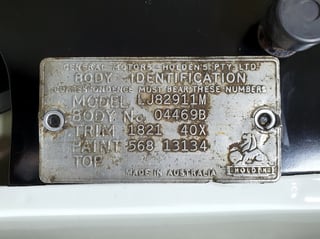 GENERAL MOTORS - HOLDEN'S PTY. LTD.
BODY IDENTIFICATION
CORRESPONDENCE MUST BEAR THESE NUMBERS
MODEL LJ82911M
BODY No. 04469B
TRIM 1821 40X
PAINT 568 13134
TOP
HOLDEN
MADE IN AUSTRALIA